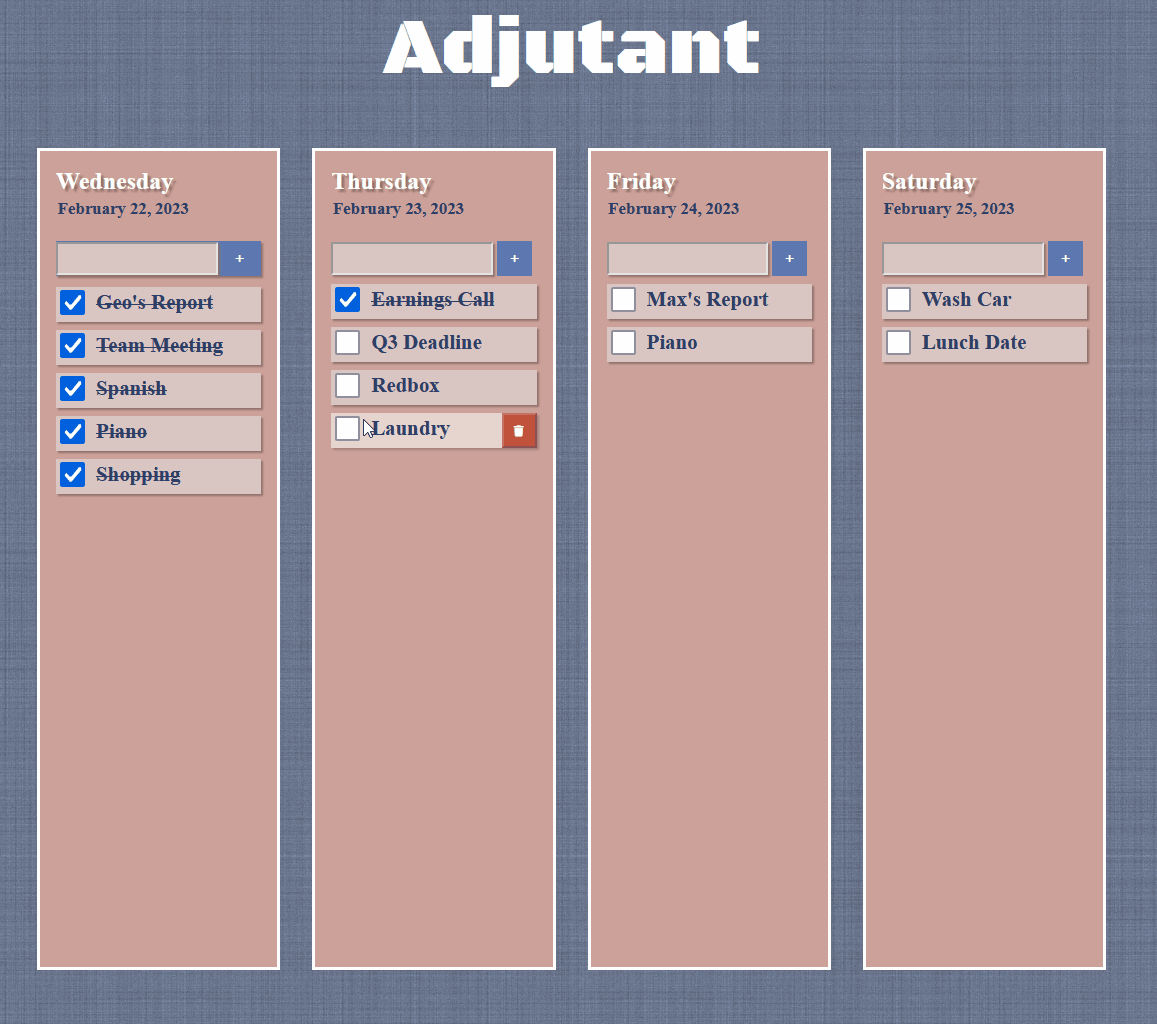 Adjutant
Wednesday
February 22, 2023
+
Geo's Report
Team Meeting
Spanish
Piano
Shopping
Thursday
February 23, 2023
+
Earnings Call
Q3 Deadline
Redbox
Laundry
Friday
February 24, 2023
+
Max's Report
Piano
Saturday
February 25, 2023
+
Wash Car
Lunch Date